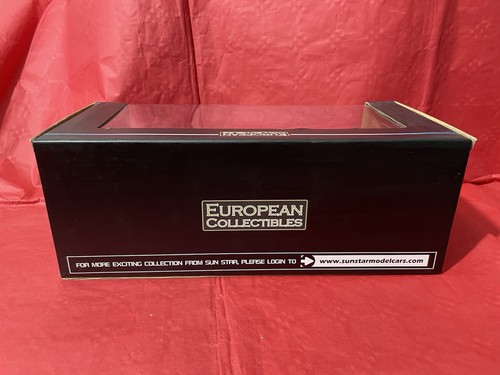 EUROPEAN
COLLECTIBLES
FOR MORE EXCITING COLLECTION FROM SUN STAR, PLEASE LOGIN TO www.sunstarmodelcars.com